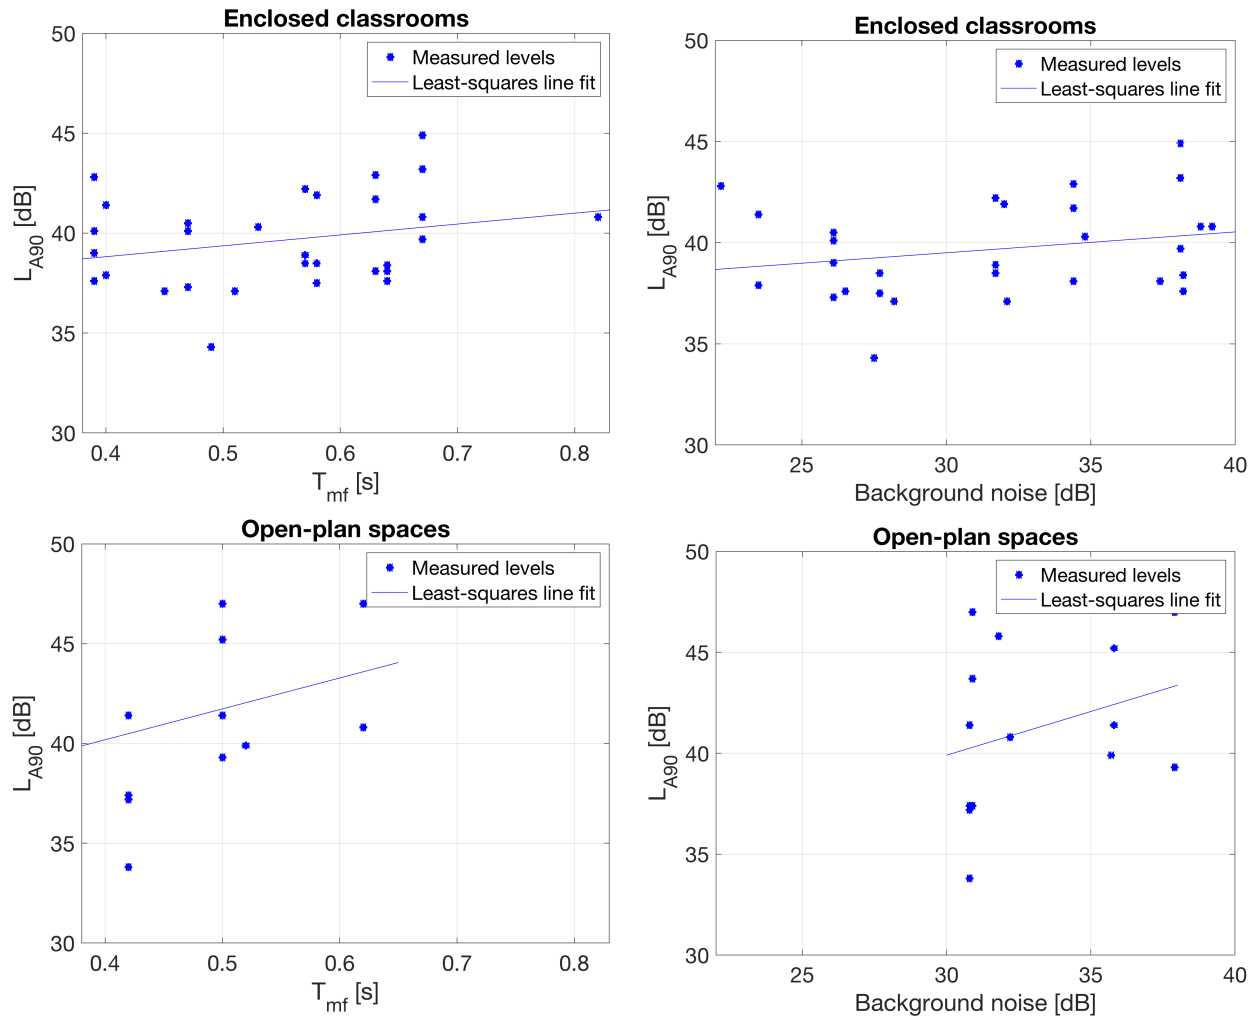 Enclosed classrooms
50
45
40
35
30
L_A90 [dB]
Measured levels
Least-squares line fit
0.4 0.5 0.6 0.7 0.8
T_mf [s]
Enclosed classrooms
50
45
40
35
30
L_A90 [dB]
Measured levels
Least-squares line fit
25 30 35 40
Background noise [dB]
Open-plan spaces
50
45
40
35
30
L_A90 [dB]
Measured levels
Least-squares line fit
0.4 0.5 0.6 0.7 0.8
T_mf [s]
Open-plan spaces
50
45
40
35
30
L_A90 [dB]
Measured levels
Least-squares line fit
25 30 35 40
Background noise [dB]